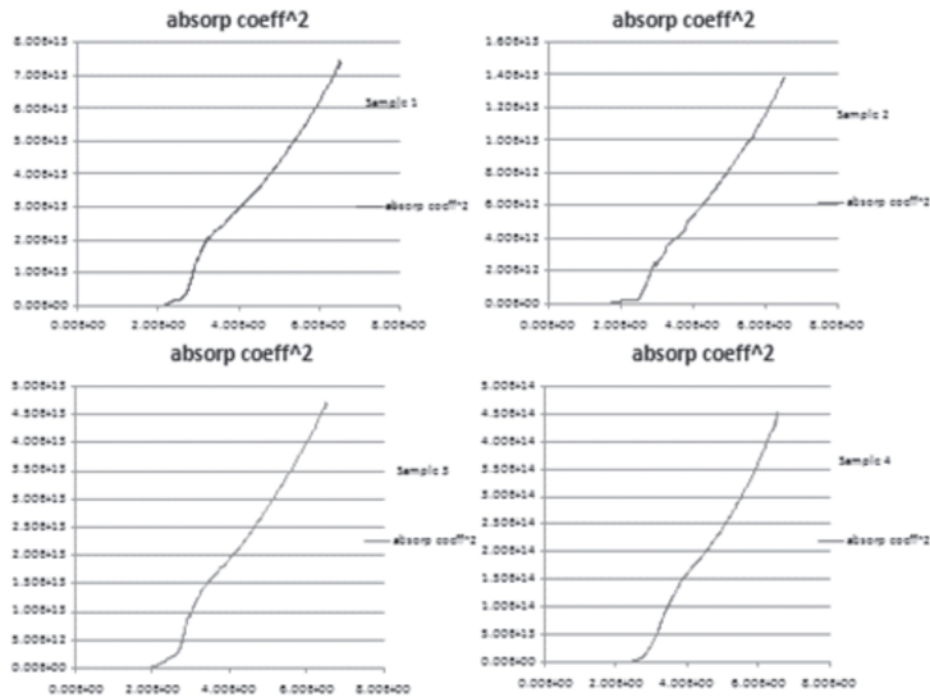 absorp coeff^2
8.00E+13
7.00E+13
6.00E+13
5.00E+13
4.00E+13
3.00E+13
2.00E+13
1.00E+13
0.00E+00
0.00E+00 2.00E+00 4.00E+00 6.00E+00 8.00E+00
Sample 1
absorp coeff^2
absorp coeff^2
1.60E+13
1.40E+13
1.20E+13
1.00E+13
8.00E+12
6.00E+12
4.00E+12
2.00E+12
0.00E+00
0.00E+00 2.00E+00 4.00E+00 6.00E+00 8.00E+00
Sample 2
absorp coeff^2
absorp coeff^2
5.00E+13
4.50E+13
4.00E+13
3.50E+13
3.00E+13
2.50E+13
2.00E+13
1.50E+13
1.00E+13
5.00E+12
0.00E+00
0.00E+00 2.00E+00 4.00E+00 6.00E+00 8.00E+00
Sample 3
absorp coeff^2
absorp coeff^2
5.00E+14
4.50E+14
4.00E+14
3.50E+14
3.00E+14
2.50E+14
2.00E+14
1.50E+14
1.00E+14
5.00E+13
0.00E+00
0.00E+00 2.00E+00 4.00E+00 6.00E+00 8.00E+00
Sample 4
absorp coeff^2